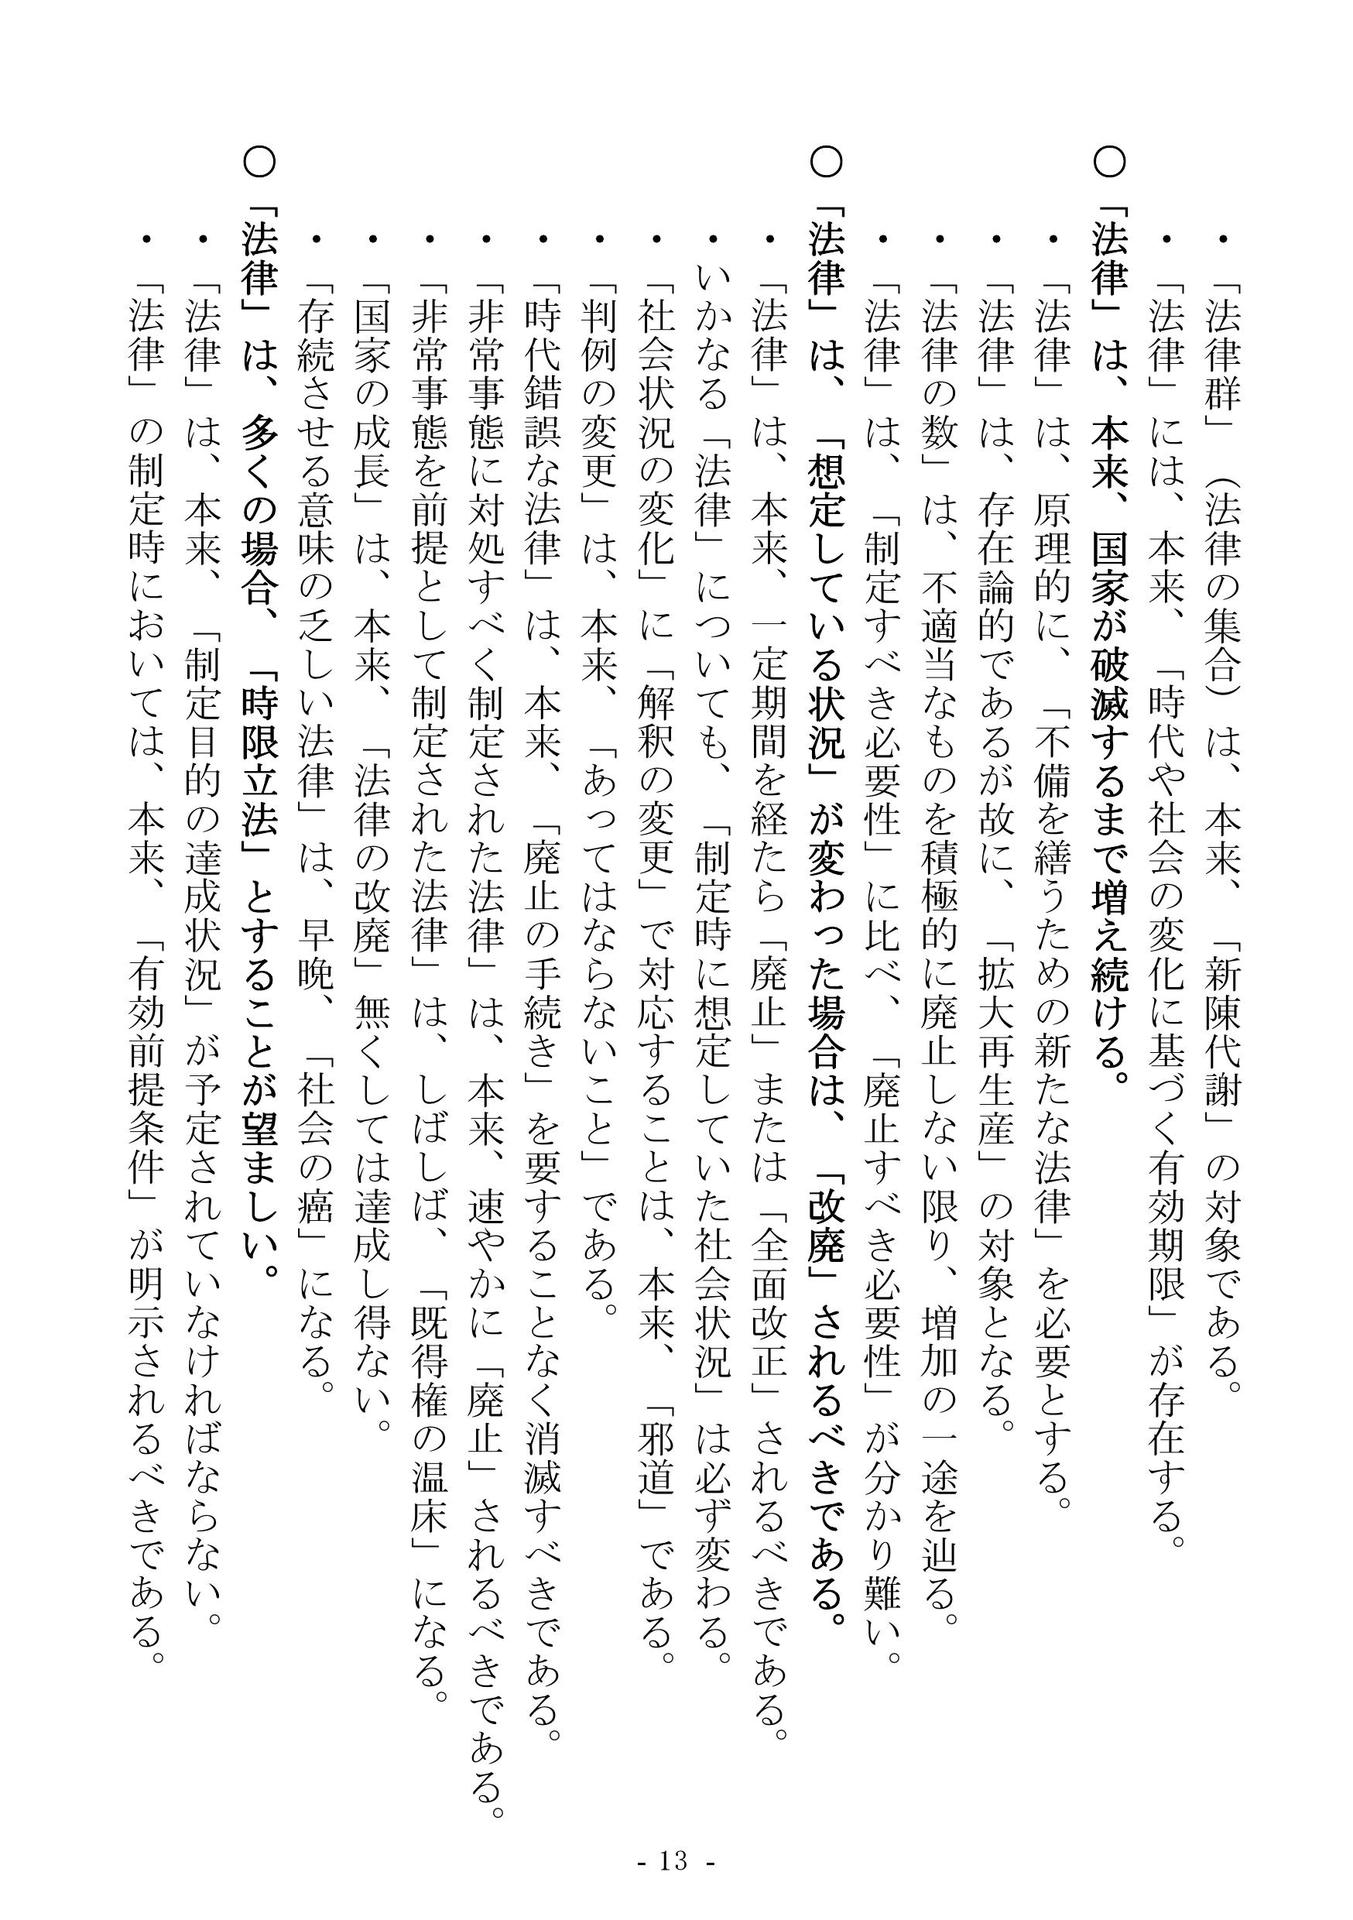 ・「法律群」（法律の集合）は、本来、「新陳代謝」の対象である。
・「法律」には、本来、「時代や社会の変化に基づく有効期限」が存在する。
○「法律」は、本来、国家が破滅するまで増え続ける。
・「法律」は、原理的に、「不備を繕うための新たな法律」を必要とする。
・「法律」は、存在論的であるが故に、「拡大再生産」の対象となる。
・「法律の数」は、不適当なものを積極的に廃止しない限り、増加の一途を辿る。
・「法律」は、「制定すべき必要性」に比べ、「廃止すべき必要性」が分かり難い。
○「法律」は、「想定している状況」が変わった場合は、「改廃」されるべきである。
・「法律」は、本来、一定期間を経たら「廃止」または「全面改正」されるべきである。
・いかなる「法律」についても、「制定時に想定していた社会状況」は必ず変わる。
・「社会状況の変化」に「解釈の変更」で対応することは、本来、「邪道」である。
・「判例の変更」は、本来、「あってはならないこと」である。
・「時代錯誤な法律」は、本来、「廃止の手続き」を要することなく消滅すべきである。
・「非常事態に対処すべく制定された法律」は、本来、速やかに「廃止」されるべきである。
・「非常事態を前提として制定された法律」は、しばしば、「既得権の温床」になる。
・「国家の成長」は、本来、「法律の改廃」無くしては達成し得ない。
・「存続させる意味の乏しい法律」は、早晩、「社会の癌」になる。
○「法律」は、多くの場合、「時限立法」とすることが望ましい。
・「法律」は、本来、「制定目的の達成状況」が予定されていなければならない。
・「法律」の制定時においては、本来、「有効前提条件」が明示されるべきである。
- 13 -